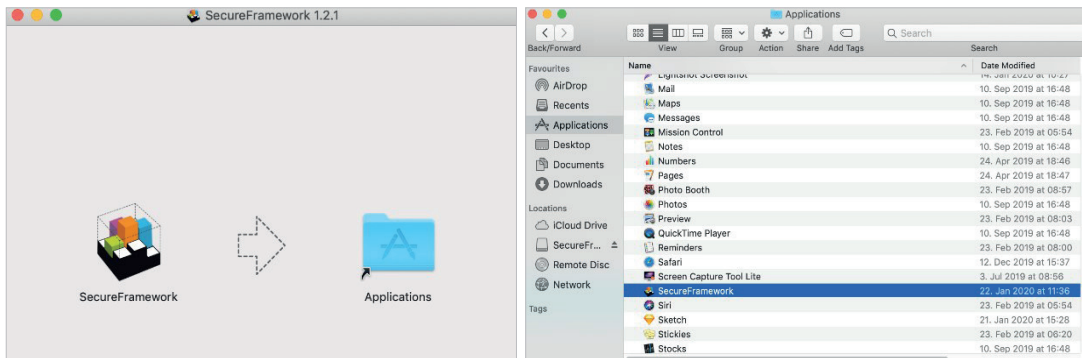 SecureFramework 1.2.1
SecureFramework
Applications
Applications
Search
Back/Forward View Group Action Share Add Tags Search
Favourites
AirDrop
Recents
Applications
Desktop
Documents
Downloads
Locations
iCloud Drive
SecureFr...
Remote Disc
Network
Tags
Name Date Modified
Lightshot Screenshot 14. Jan 2020 at 10:27
Mail 10. Sep 2019 at 16:48
Maps 10. Sep 2019 at 16:48
Messages 10. Sep 2019 at 16:48
Mission Control 23. Feb 2019 at 05:54
Notes 10. Sep 2019 at 16:48
Numbers 24. Apr 2019 at 18:46
Pages 24. Apr 2019 at 18:47
Photo Booth 23. Feb 2019 at 08:57
Photos 10. Sep 2019 at 16:48
Preview 23. Feb 2019 at 08:03
QuickTime Player 10. Sep 2019 at 16:48
Reminders 23. Feb 2019 at 08:00
Safari 12. Dec 2019 at 15:37
Screen Capture Tool Lite 3. Jul 2019 at 08:56
SecureFramework 22. Jan 2020 at 11:36
Siri 23. Feb 2019 at 05:54
Sketch 21. Jan 2020 at 15:28
Stickies 23. Feb 2019 at 06:20
Stocks 10. Sep 2019 at 16:48